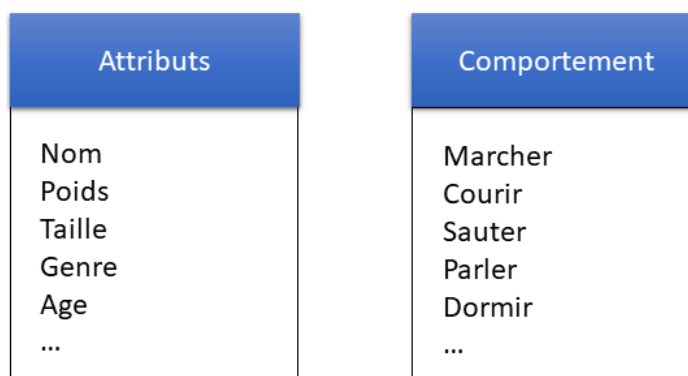 Attributs
Nom
Poids
Taille
Genre
Age
...
Comportement
Marcher
Courir
Sauter
Parler
Dormir
...